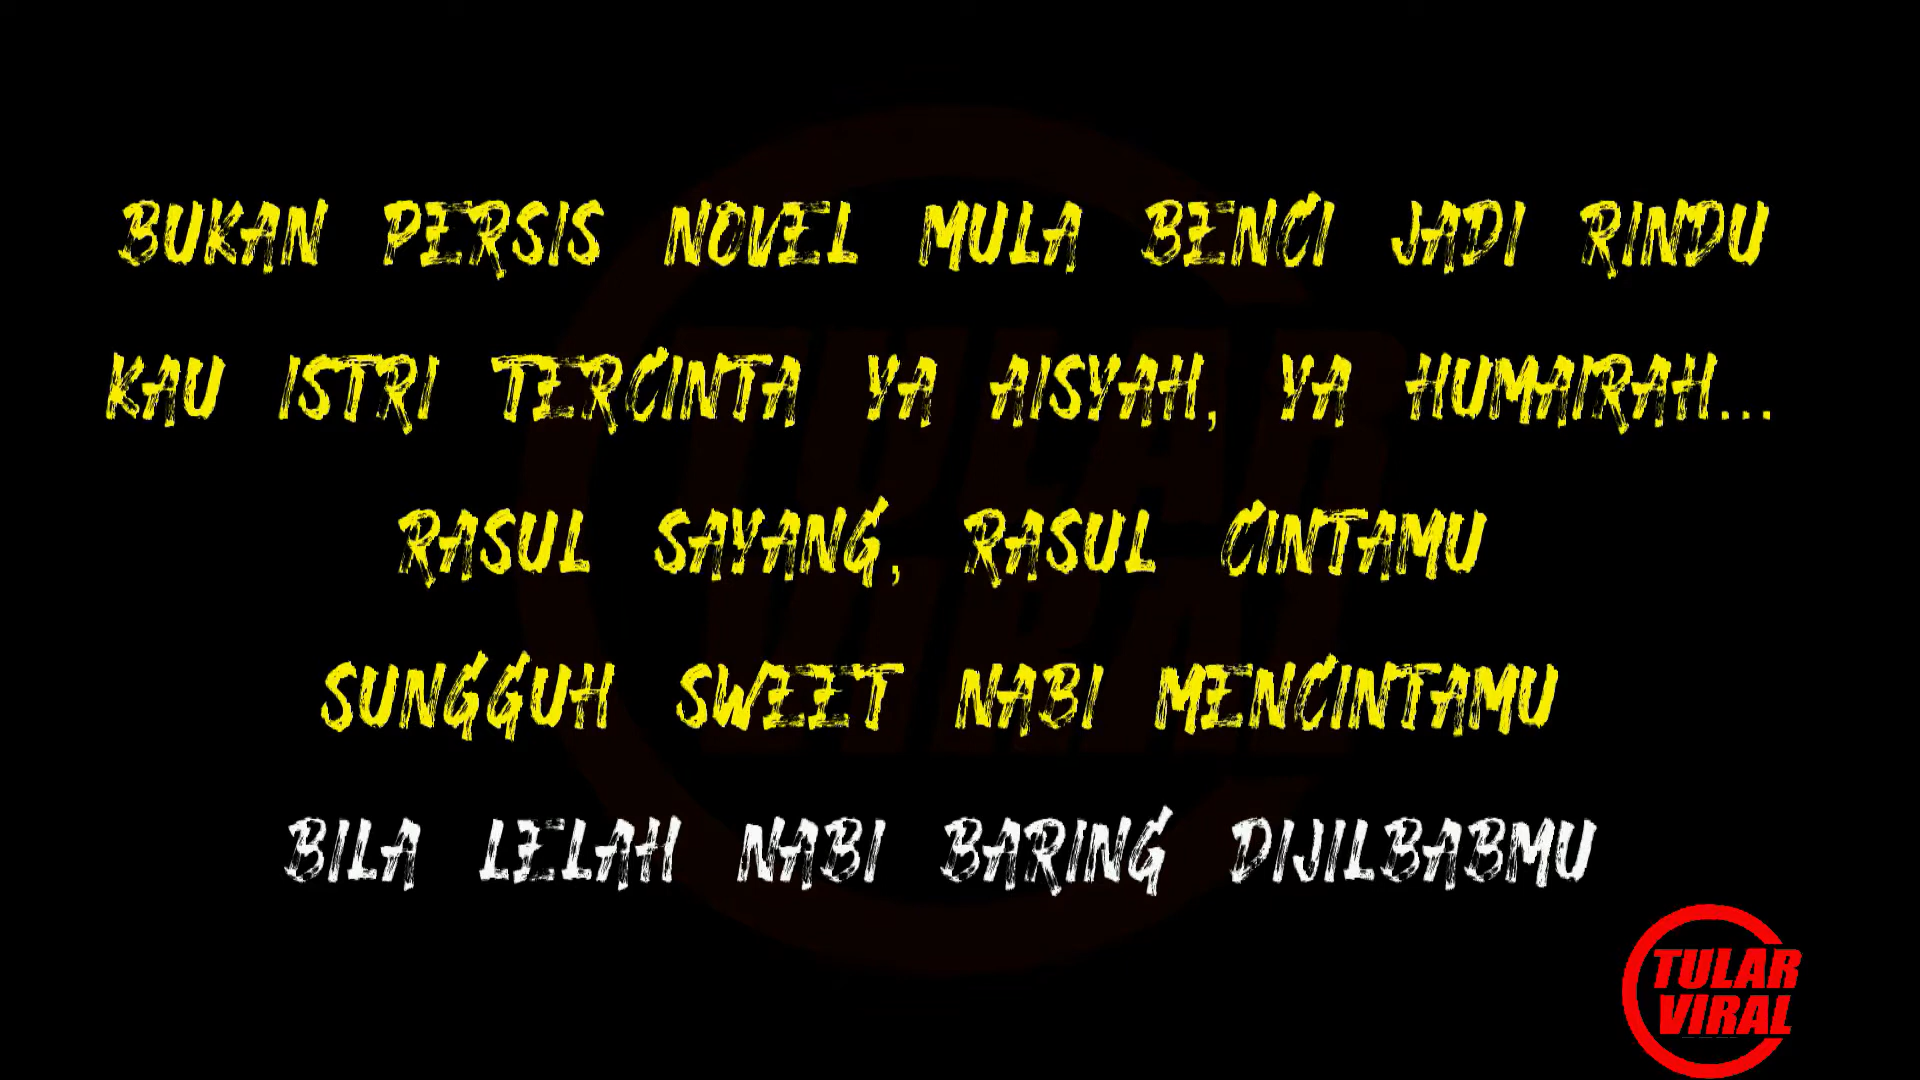 BUKAN PERSIS NOVEL MULA BENCI JADI RINDU
KAU ISTRI TERCINTA YA AISYAH, YA HUMAIRAH...
RASUL SAYANG, RASUL CINTAMU
SUNGGUH SWEET NABI MENCINTAMU
BILA LELAH NABI BARING DIJILBABMU
TULAR
VIRAL